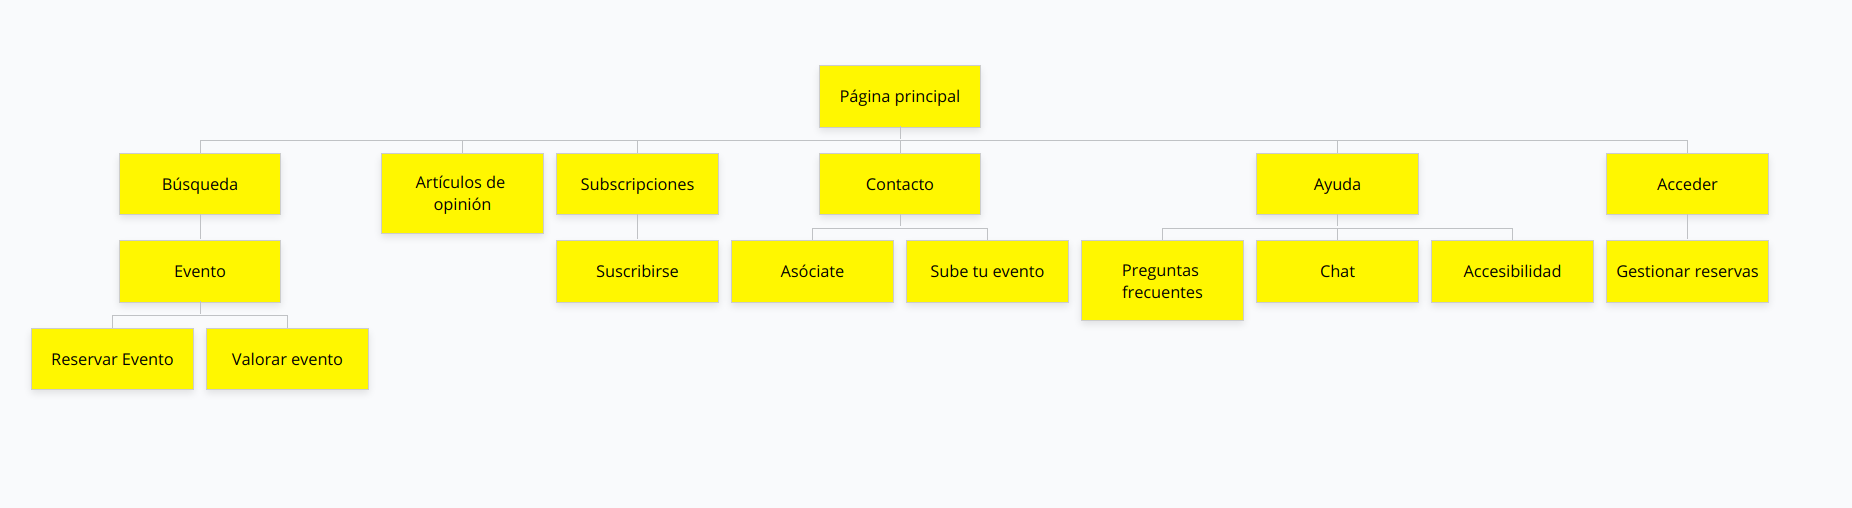 Página principal
Búsqueda
Artículos de
opinión
Subscripciones
Contacto
Ayuda
Acceder
Evento
Suscribirse
Asóciate
Sube tu evento
Preguntas
frecuentes
Chat
Accesibilidad
Gestionar reservas
Reservar Evento
Valorar evento